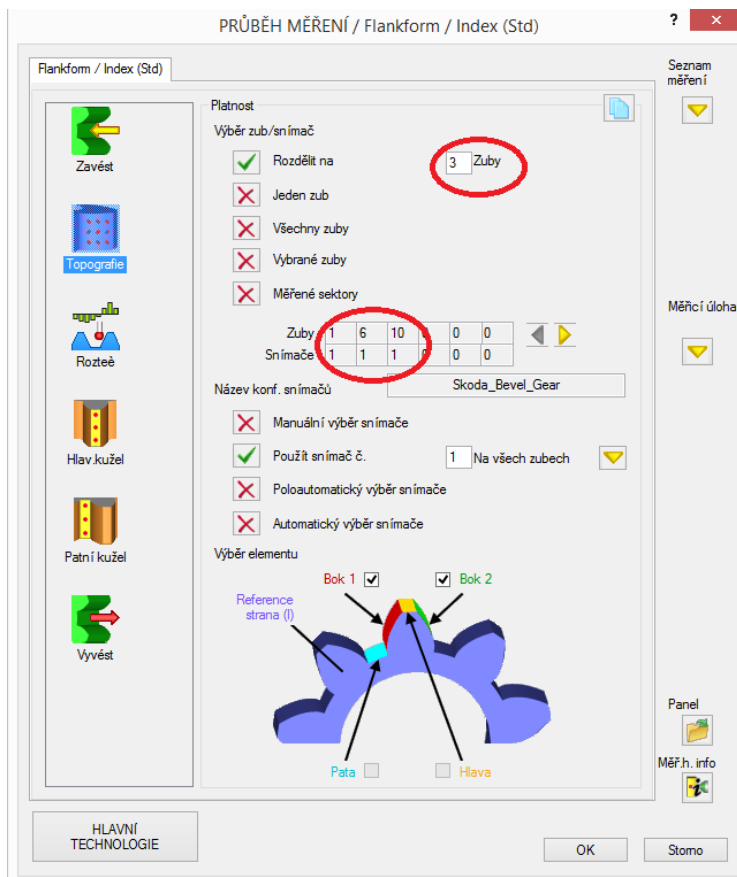 PRŮBĚH MĚŘENÍ / Flankform / Index (Std)
?
Flankform / Index (Std)
Seznam
měření
Zavést
Topografie
Rozteè
Hlav.kužel
Patní kužel
Vyvést
Platnost
Výběr zub/snímač
Rozdělit na 3 Zuby
Jeden zub
Všechny zuby
Vybrané zuby
Měřené sektory
Zuby 1 6 10 0 0 0
Snímače 1 1 1 0 0 0
Název konf. snímačů Skoda_Bevel_Gear
Manuální výběr snímače
Použít snímač č. 1 Na všech zubech
Poloautomatický výběr snímače
Automatický výběr snímače
Výběr elementu
Bok 1 Bok 2
Reference
strana (I)
Pata Hlava
Měřicí úloha
Panel
Měř.h. info
HLAVNÍ
TECHNOLOGIE
OK Storno